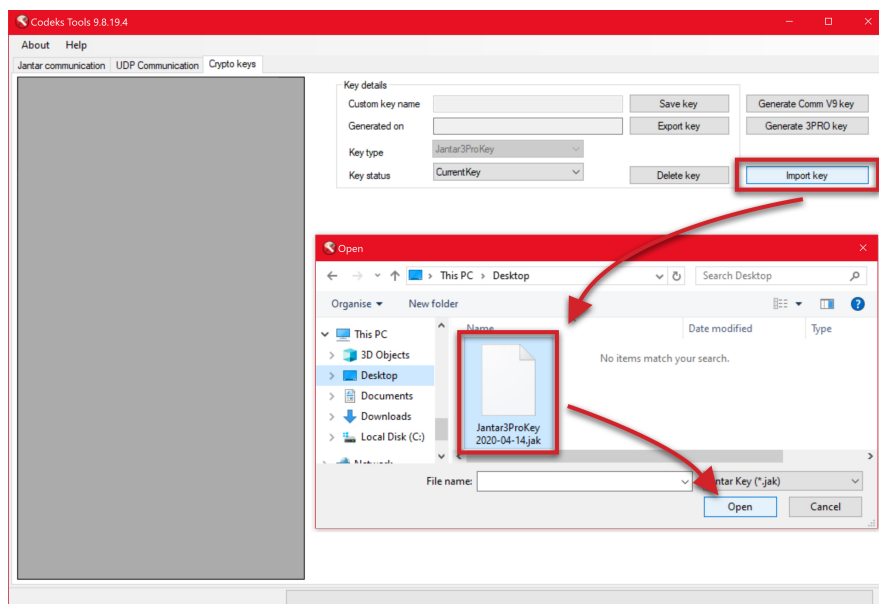 Codeks Tools 9.8.19.4
About Help
Jantar communication UDP Communication Crypto keys
Key details
Custom key name Save key Generate Comm V9 key
Generated on Export key Generate 3PRO key
Key type Jantar3ProKey
Key status CurrentKey Delete key Import key
Open
This PC > Desktop Search Desktop
Organise New folder
Name Date modified Type
This PC
No items match your search.
3D Objects
Desktop
Documents
Downloads
Local Disk (C:)
Jantar3ProKey
2020-04-14.jak
File name: Key (*.jak)
Open Cancel